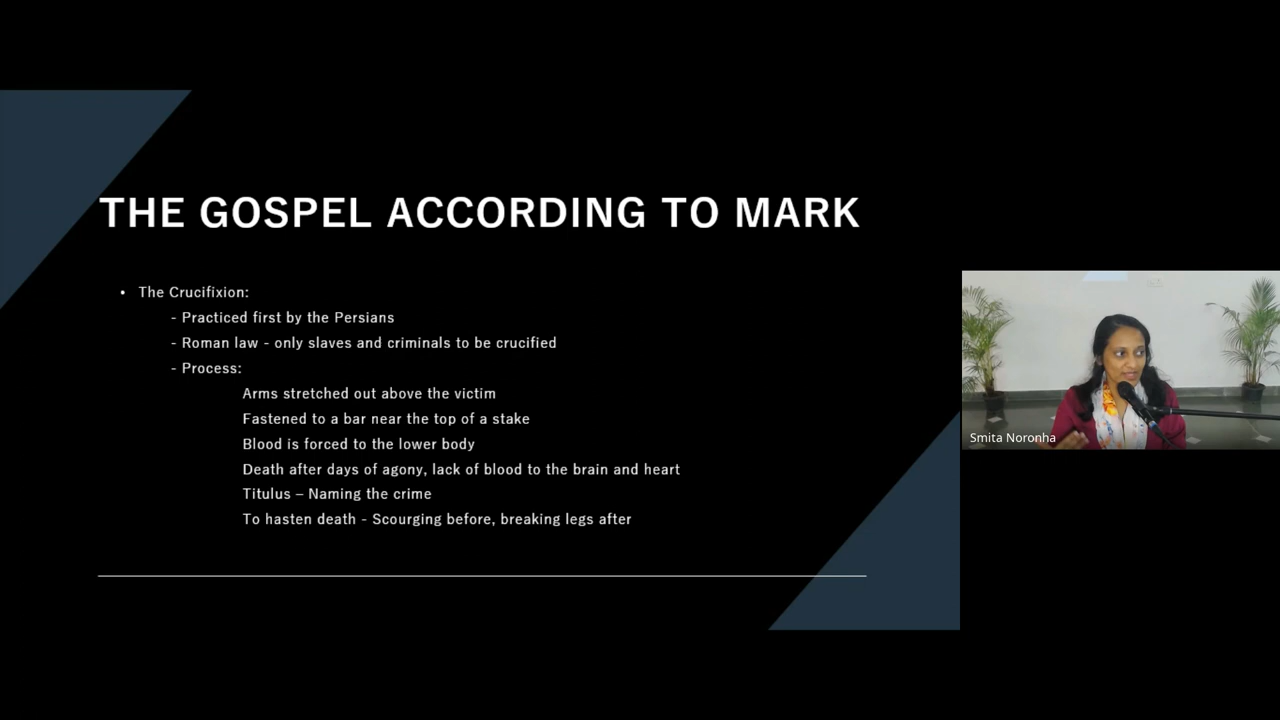 THE GOSPEL ACCORDING TO MARK
• The Crucifixion:
- Practiced first by the Persians
- Roman law - only slaves and criminals to be crucified
- Process:
Arms stretched out above the victim
Fastened to a bar near the top of a stake
Blood is forced to the lower body
Death after days of agony, lack of blood to the brain and heart
Titulus – Naming the crime
To hasten death - Scourging before, breaking legs after
Smita Noronha